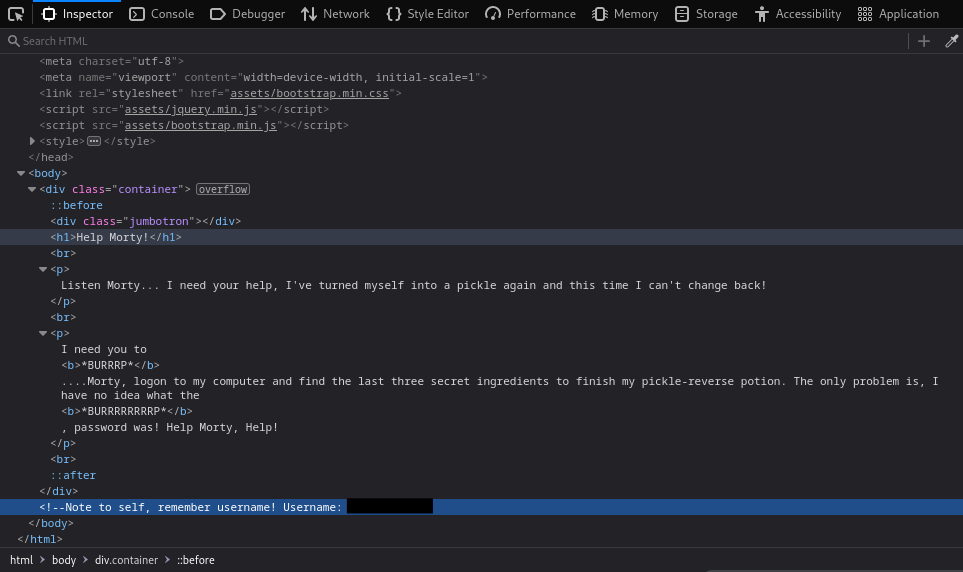 Inspector Console Debugger Network Style Editor Performance Memory Storage Accessibility Application
Search HTML
<meta charset="utf-8">
<meta name="viewport" content="width=device-width, initial-scale=1">
<link rel="stylesheet" href="assets/bootstrap.min.css">
<script src="assets/jquery.min.js"></script>
<script src="assets/bootstrap.min.js"></script>
<style>...</style>
</head>
<body>
<div class="container"> overflow
::before
<div class="jumbotron"></div>
<h1>Help Morty!</h1>
<br>
<p>
Listen Morty... I need your help, I've turned myself into a pickle again and this time I can't change back!
</p>
<br>
<p>
I need you to
<b>*BURRRP*</b>
....Morty, logon to my computer and find the last three secret ingredients to finish my pickle-reverse potion. The only problem is, I
have no idea what the
<b>*BURRRRRRRRP*</b>
, password was! Help Morty, Help!
</p>
<br>
::after
</div>
<!--Note to self, remember username! Username:
</body>
</html>
html > body > div.container > ::before